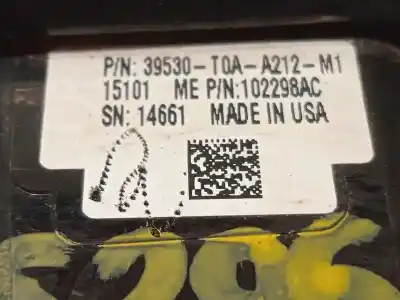 P/N: 39530-T0A-A212-M1
15101 ME P/N:102298AC
SN: 14661 MADE IN USA